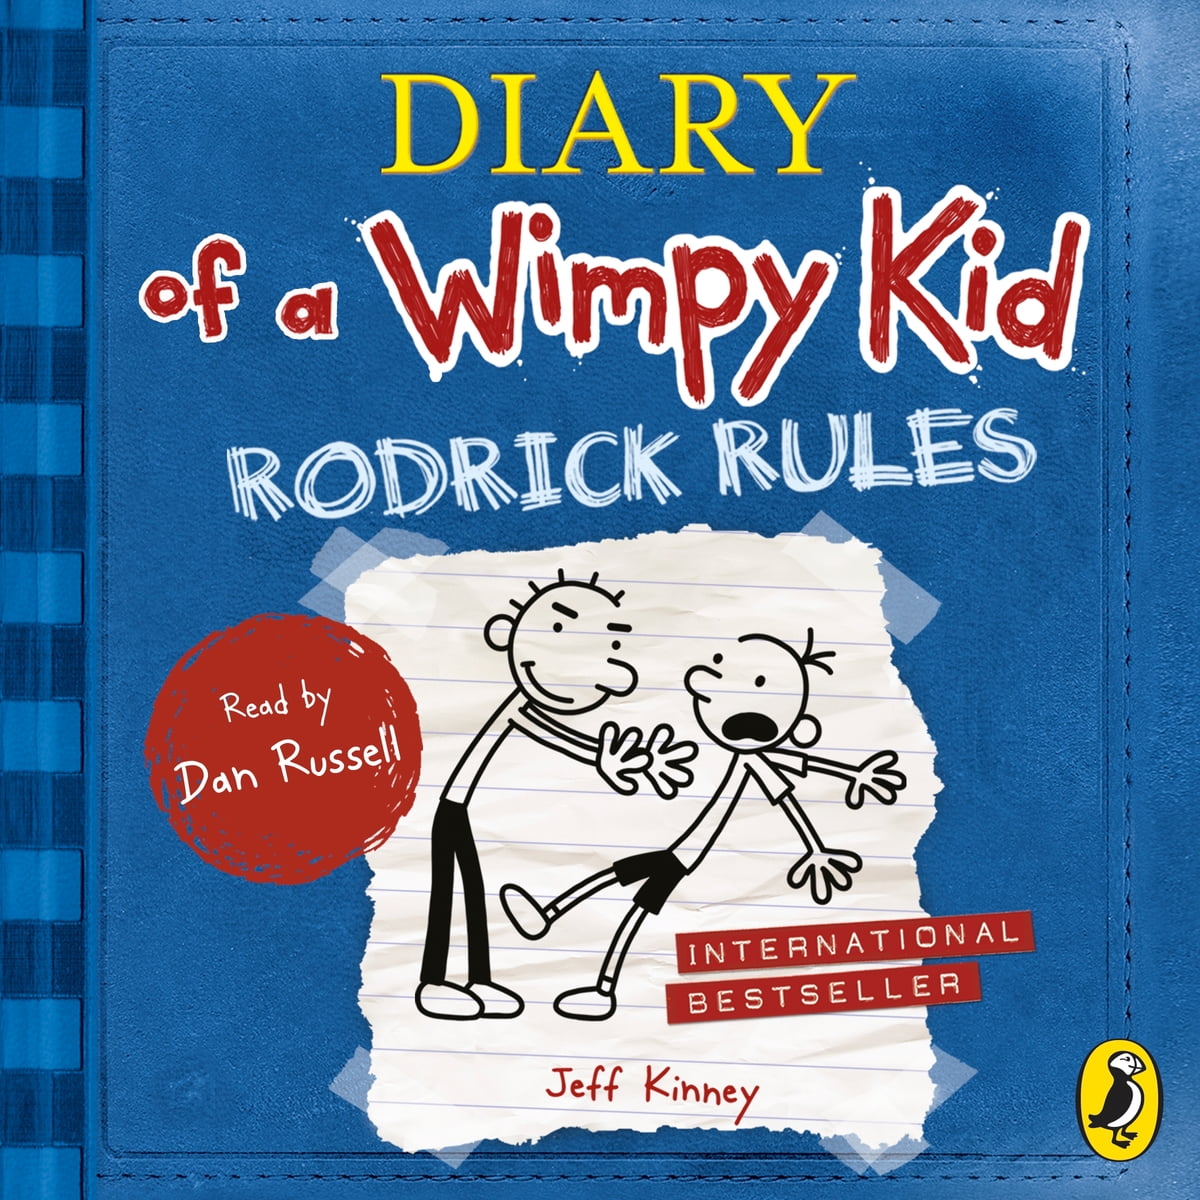 DIARY
of a Wimpy Kid
RODRICK RULES
Read by
Dan Russell
INTERNATIONAL
BESTSELLER
Jeff Kinney